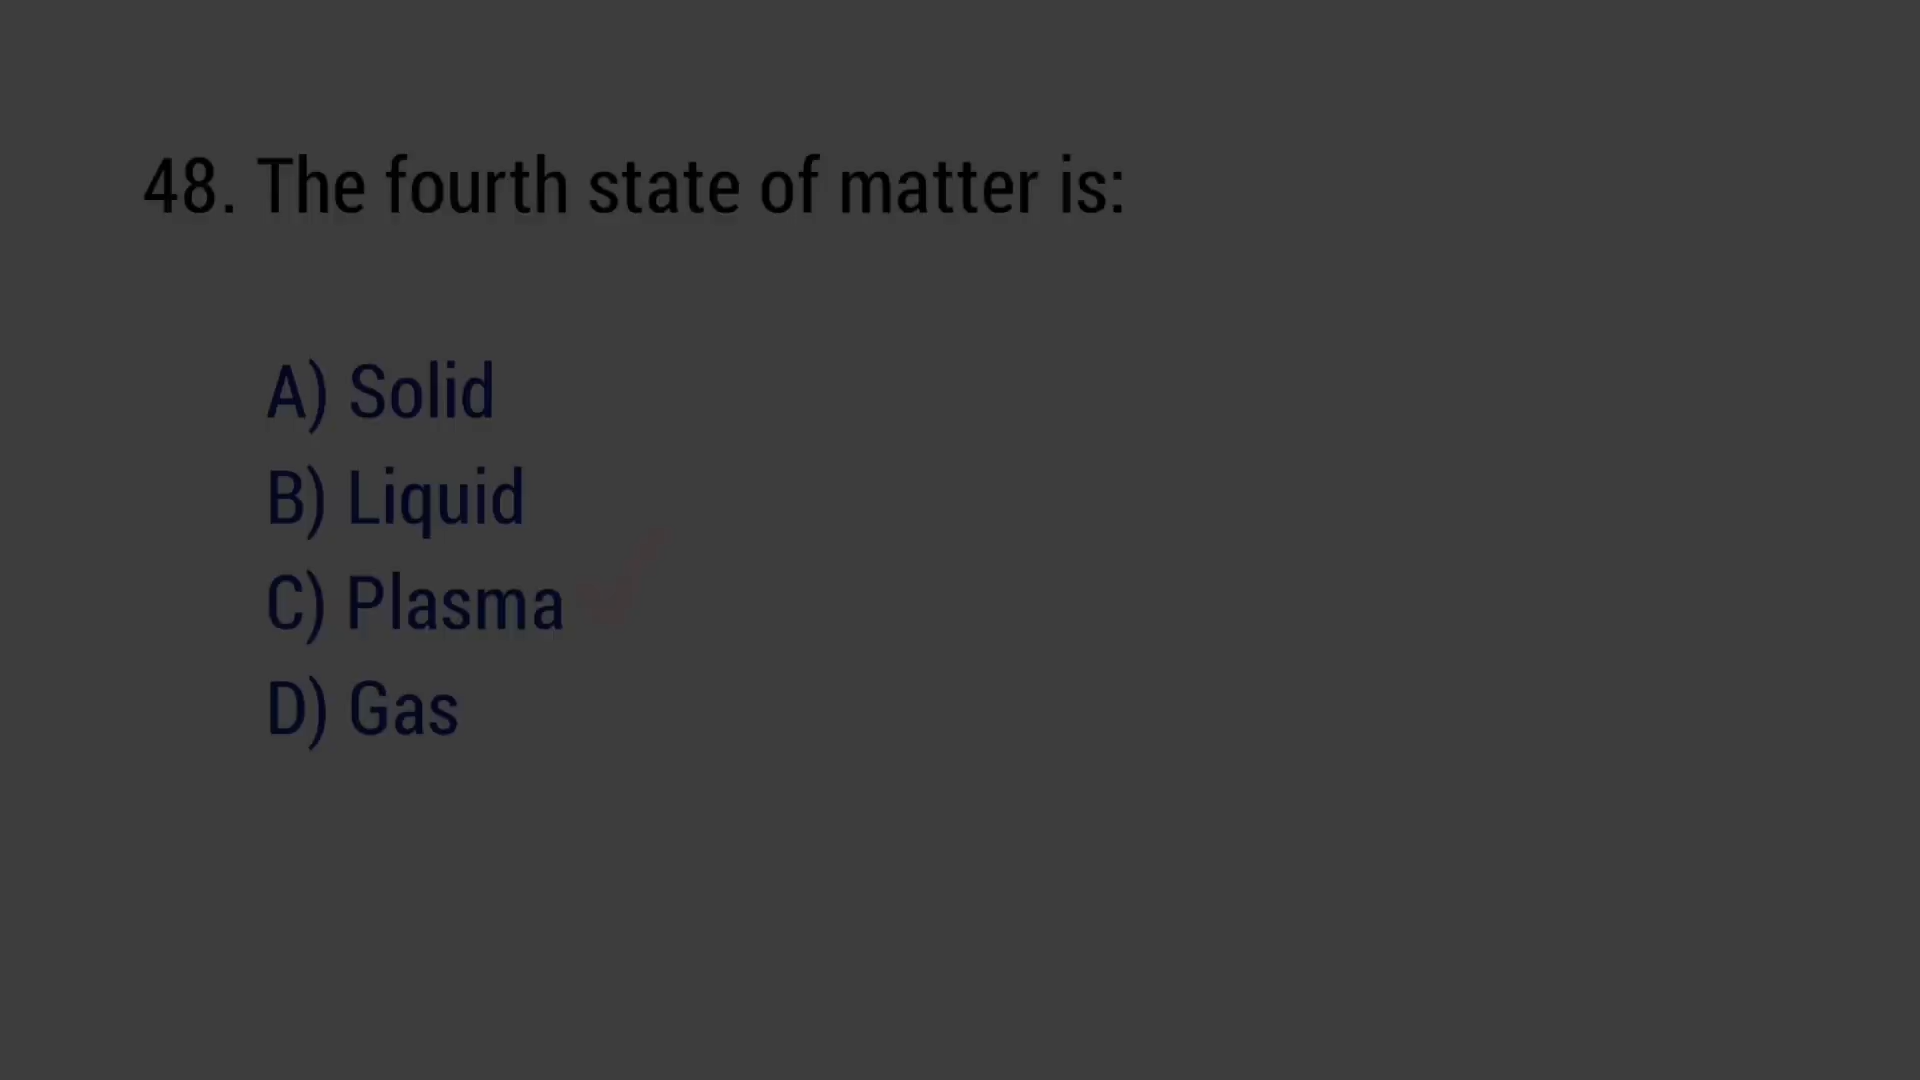 48. The fourth state of matter is:
A) Solid
B) Liquid
C) Plasma
D) Gas